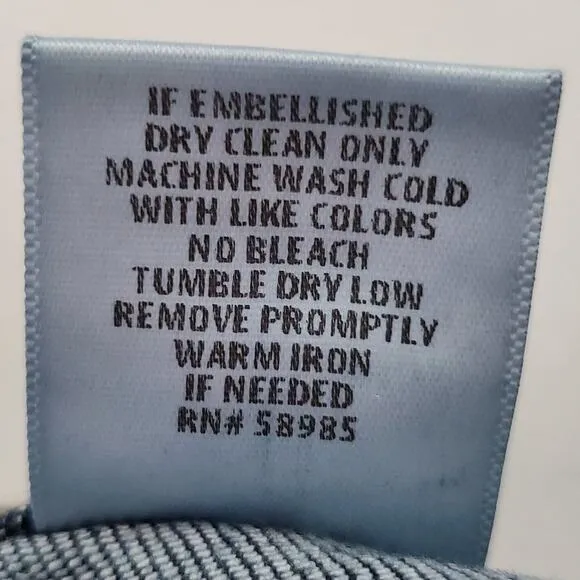 IF EMBELLISHED
DRY CLEAN ONLY
MACHINE WASH COLD
WITH LIKE COLORS
NO BLEACH
TUMBLE DRY LOW
REMOVE PROMPTLY
WARM IRON
IF NEEDED
RN# 58985